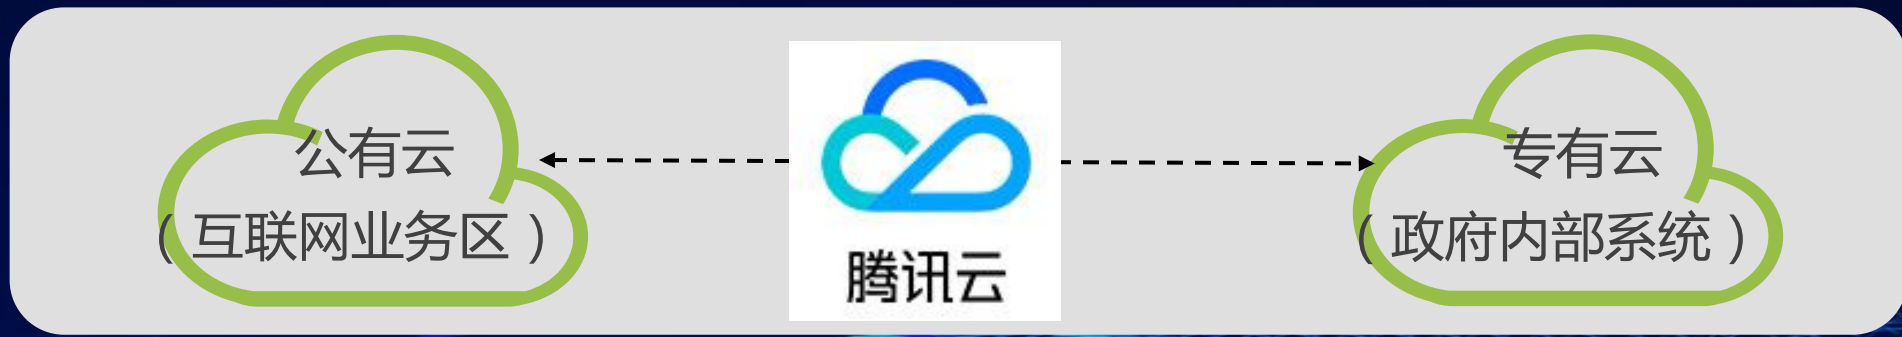 公有云
（互联网业务区）
腾讯云
专有云
（政府内部系统）